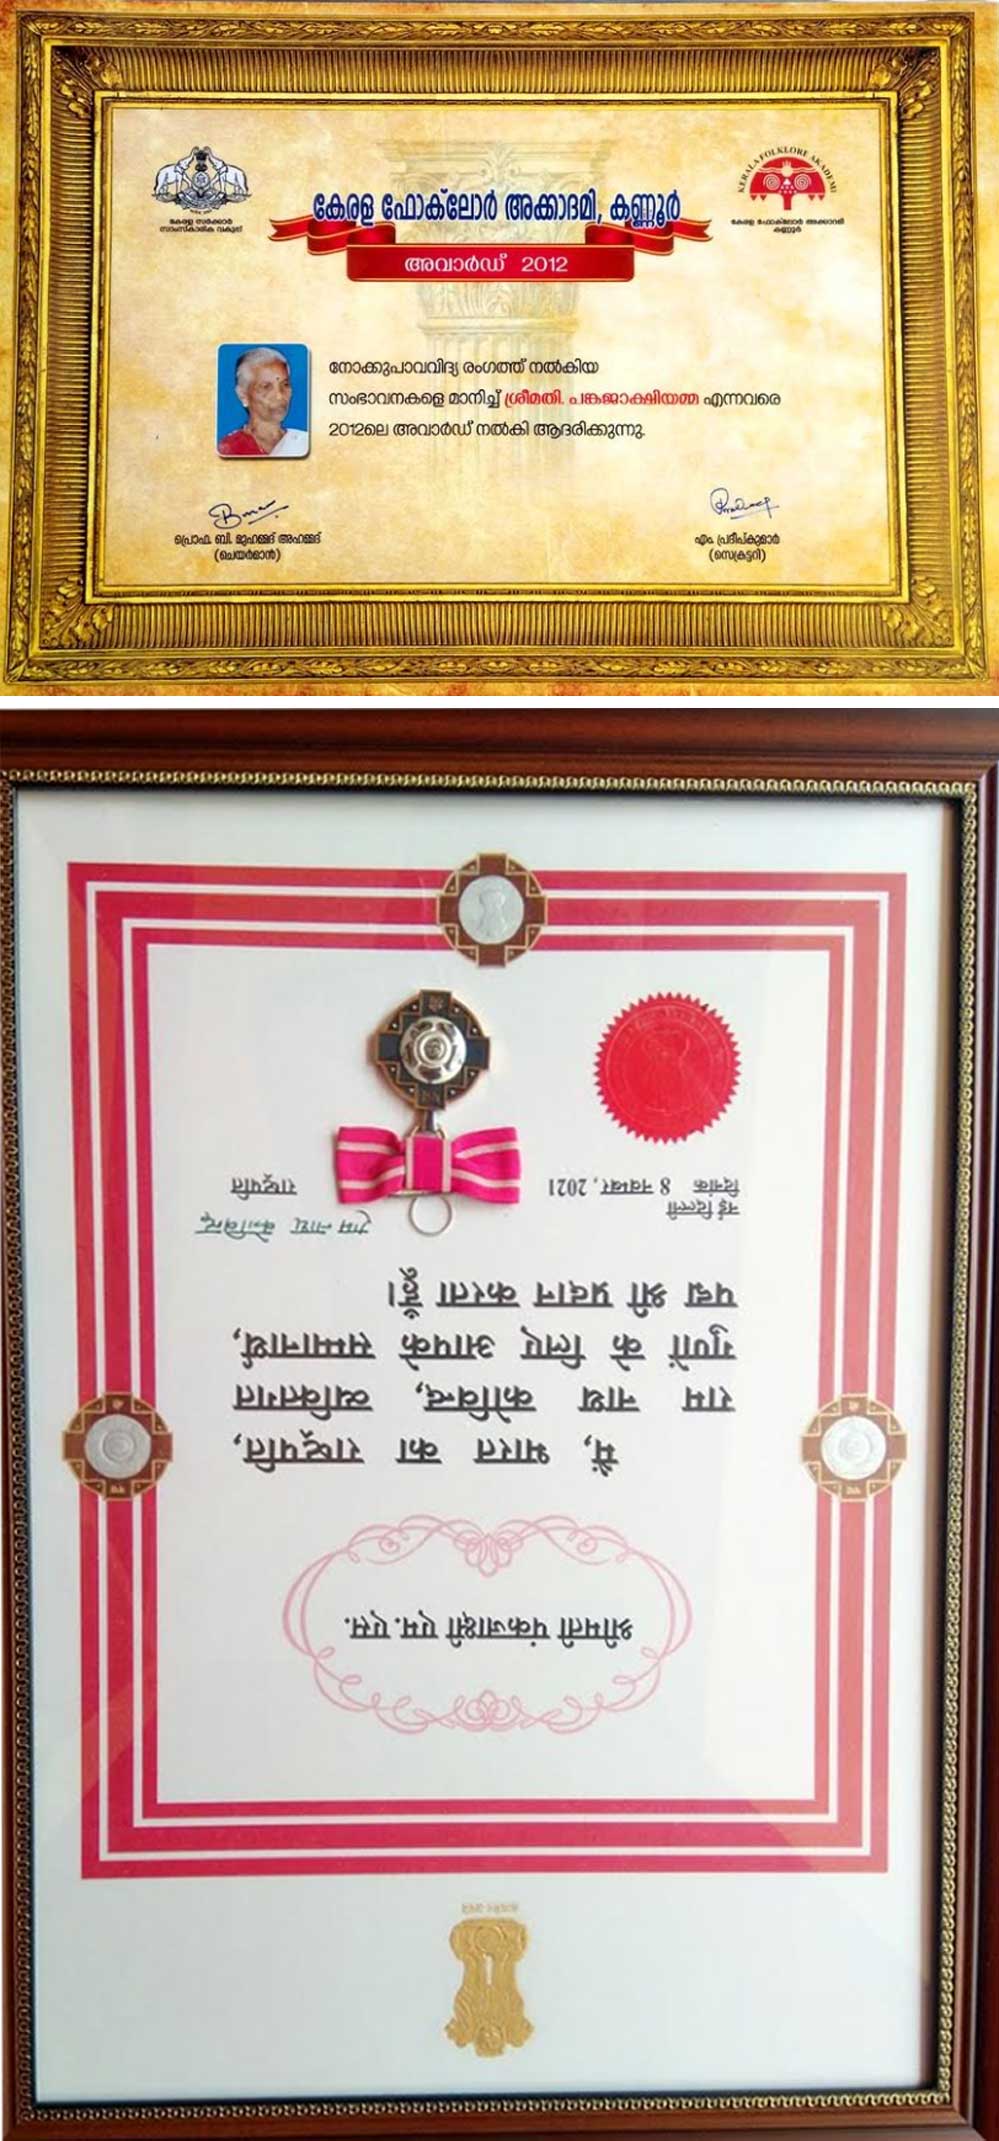 കേരള സർക്കാർ
സാംസ്കാരിക വകുപ്പ്
KERALA FOLKLORE AKADEMI
കേരള ഫോക്‌ലോർ അക്കാദമി
കണ്ണൂർ
കേരള ഫോക്‌ലോർ അക്കാദമി, കണ്ണൂർ
അവാർഡ് 2012
നോക്കുപാവവിദ്യ രംഗത്ത് നൽകിയ
സംഭാവനകളെ മാനിച്ച് ശ്രീമതി. പങ്കജാക്ഷിയമ്മ എന്നവരെ
2012ലെ അവാർഡ് നൽകി ആദരിക്കുന്നു.
പ്രൊഫ. ബി. മുഹമ്മദ് അഹമ്മദ്
(ചെയർമാൻ)
എം. പ്രദീപ്കുമാർ
(സെക്രട്ടറി)
श्रीमती पंकजाक्षी एम.एस.
मैं, भारत का राष्ट्रपति,
राम नाथ कोविन्द, व्यक्तिगत
गुणों के लिए आपके सम्मानार्थ,
पद्म श्री प्रदान करता हूँ।
राम नाथ कोविन्द
नई दिल्ली
दिनांक 8 नवम्बर, 2021
राष्ट्रपति